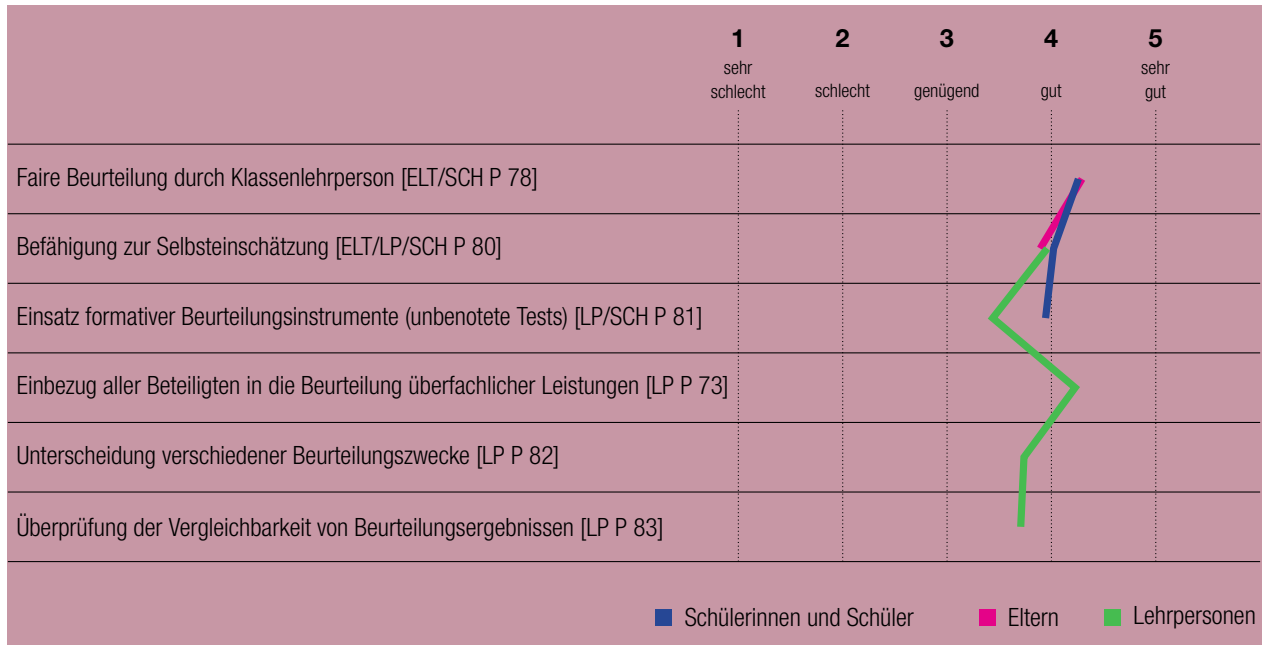 1 2 3 4 5
sehr schlecht schlecht genügend gut sehr gut
Faire Beurteilung durch Klassenlehrperson [ELT/SCH P 78]
Befähigung zur Selbsteinschätzung [ELT/LP/SCH P 80]
Einsatz formativer Beurteilungsinstrumente (unbenotete Tests) [LP/SCH P 81]
Einbezug aller Beteiligten in die Beurteilung überfachlicher Leistungen [LP P 73]
Unterscheidung verschiedener Beurteilungszwecke [LP P 82]
Überprüfung der Vergleichbarkeit von Beurteilungsergebnissen [LP P 83]
Schülerinnen und Schüler Eltern Lehrpersonen